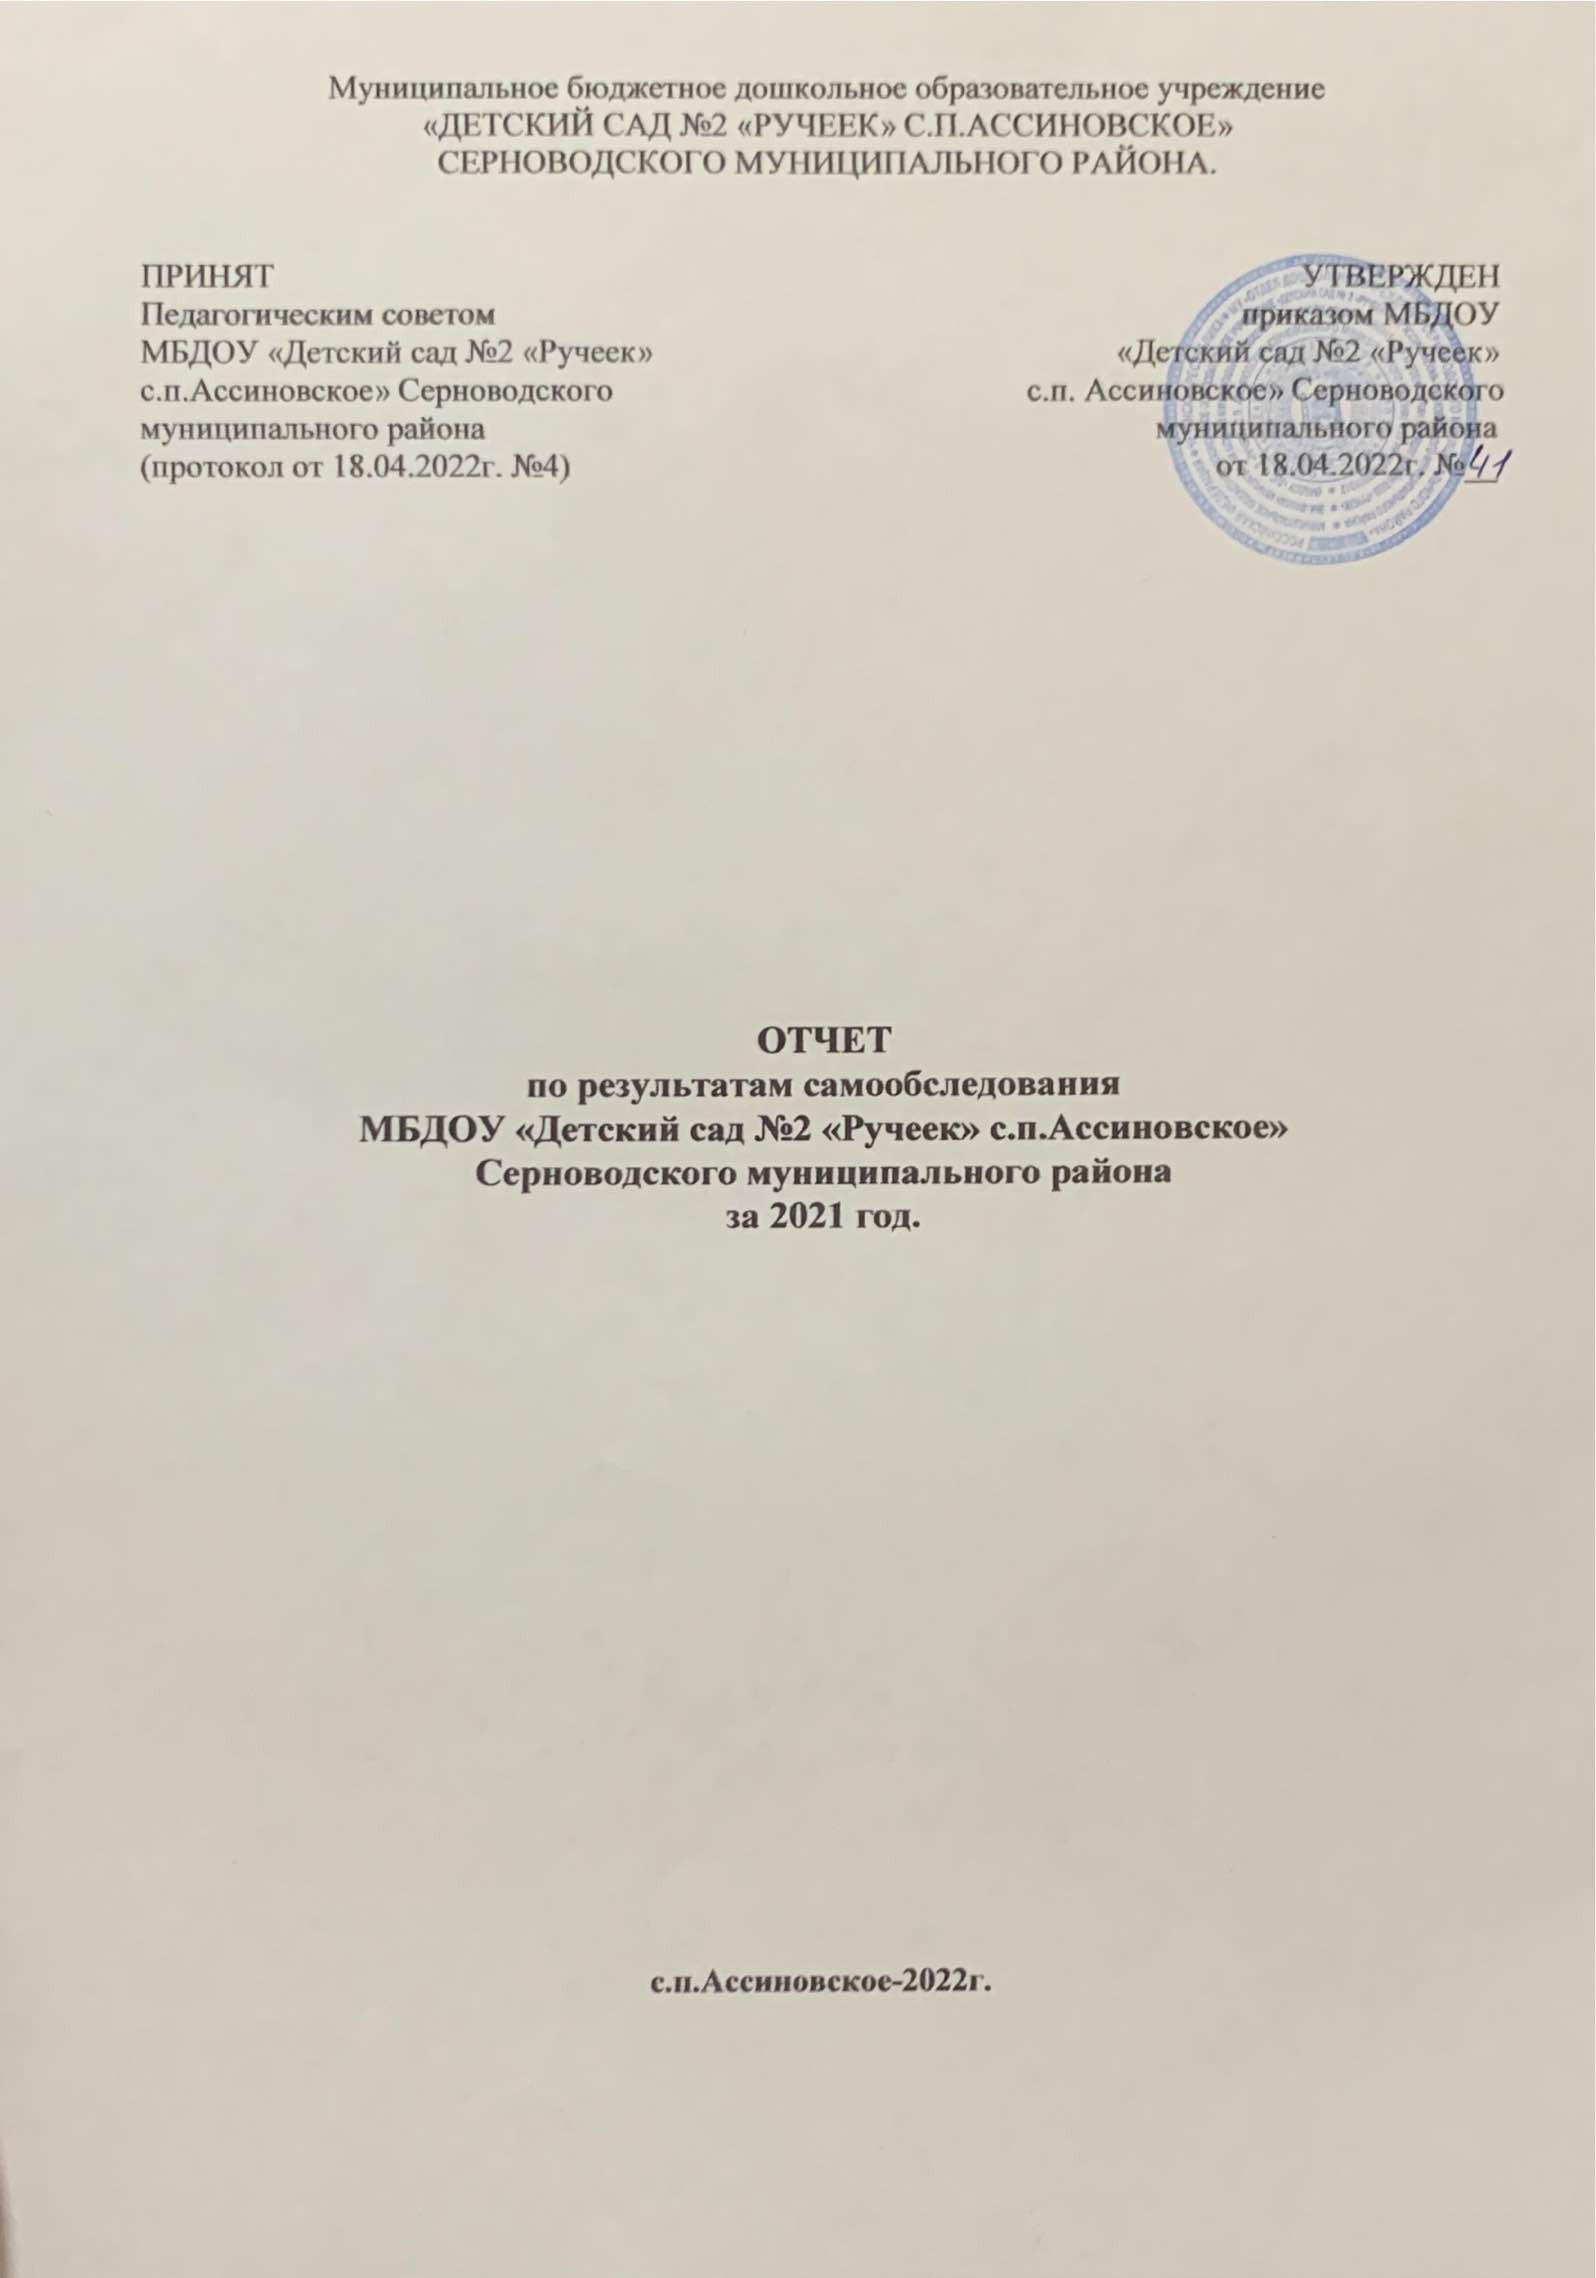 Муниципальное бюджетное дошкольное образовательное учреждение
«ДЕТСКИЙ САД №2 «РУЧЕЕК» С.П.АССИНОВСКОЕ»
СЕРНОВОДСКОГО МУНИЦИПАЛЬНОГО РАЙОНА.
ПРИНЯТ
Педагогическим советом
МБДОУ «Детский сад №2 «Ручеек»
с.п.Ассиновское» Серноводского
муниципального района
(протокол от 18.04.2022г. №4)
УТВЕРЖДЕН
приказом МБДОУ
«Детский сад №2 «Ручеек»
с.п. Ассиновское» Серноводского
муниципального района
от 18.04.2022г. №41
ОТЧЕТ
по результатам самообследования
МБДОУ «Детский сад №2 «Ручеек» с.п.Ассиновское»
Серноводского муниципального района
за 2021 год.
с.п.Ассиновское-2022г.